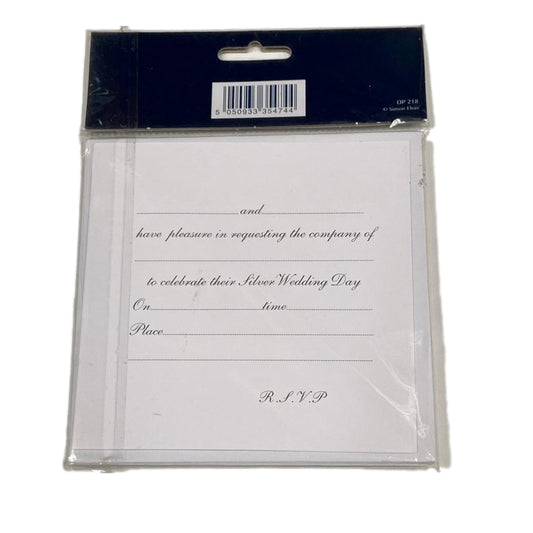 5 050933 354744
DP 218
© Simon Elvin
........ and ........
have pleasure in requesting the company of
........
to celebrate their Silver Wedding Day
On ........ time ........
Place ........
........
R.S.V.P